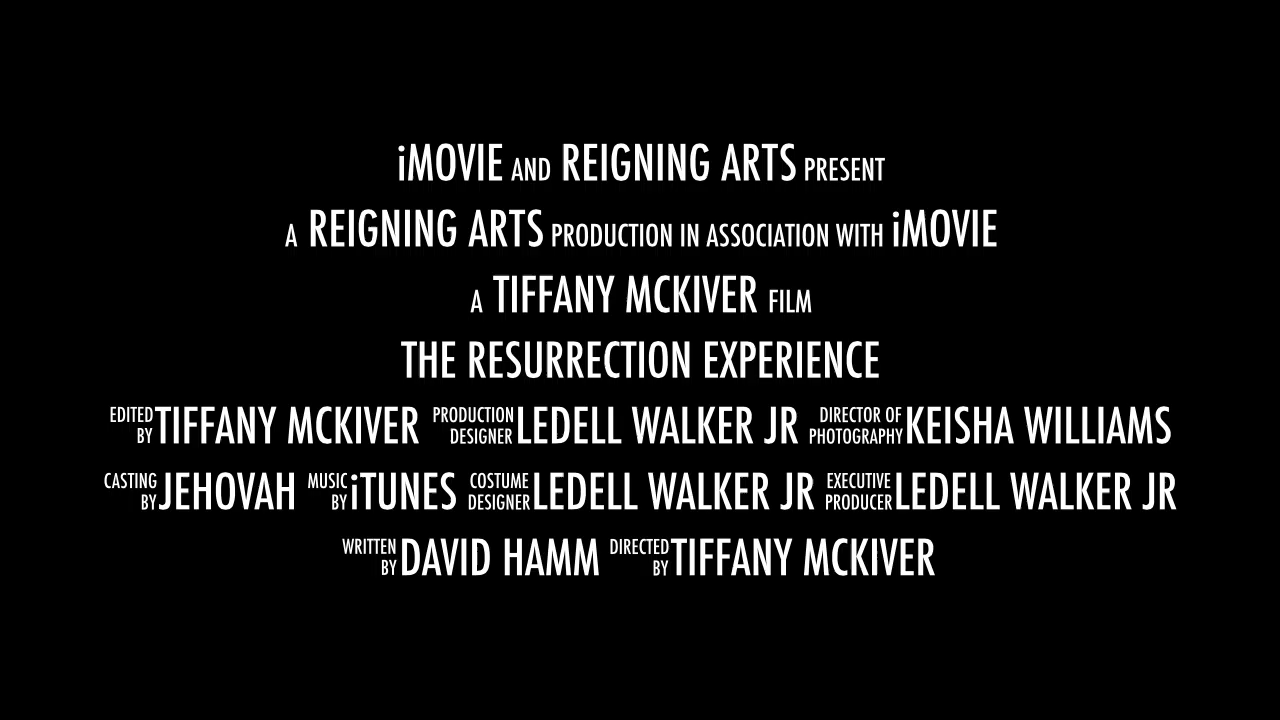 iMOVIE AND REIGNING ARTS PRESENT
A REIGNING ARTS PRODUCTION IN ASSOCIATION WITH iMOVIE
A TIFFANY MCKIVER FILM
THE RESURRECTION EXPERIENCE
EDITED BY TIFFANY MCKIVER PRODUCTION DESIGNER LEDELL WALKER JR DIRECTOR OF PHOTOGRAPHY KEISHA WILLIAMS
CASTING BY JEHOVAH MUSIC BY iTUNES COSTUME DESIGNER LEDELL WALKER JR EXECUTIVE PRODUCER LEDELL WALKER JR
WRITTEN BY DAVID HAMM DIRECTED BY TIFFANY MCKIVER